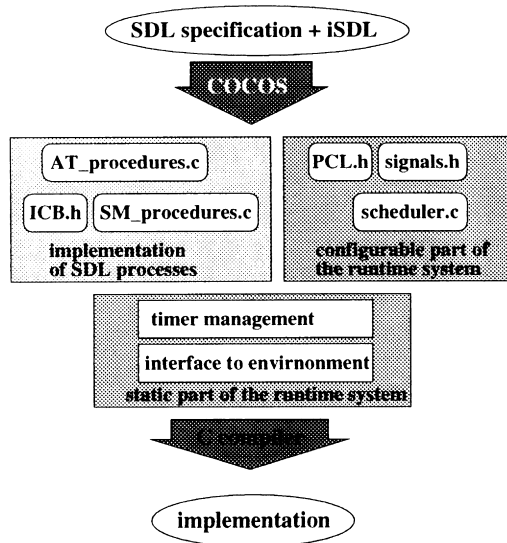 SDL specification + iSDL
COCOS
AT_procedures.c
ICB.h
SM_procedures.c
implementation
of SDL processes
PCL.h
signals.h
scheduler.c
configurable part of
the runtime system
timer management
interface to envirnonment
static part of the runtime system
C compiler
implementation